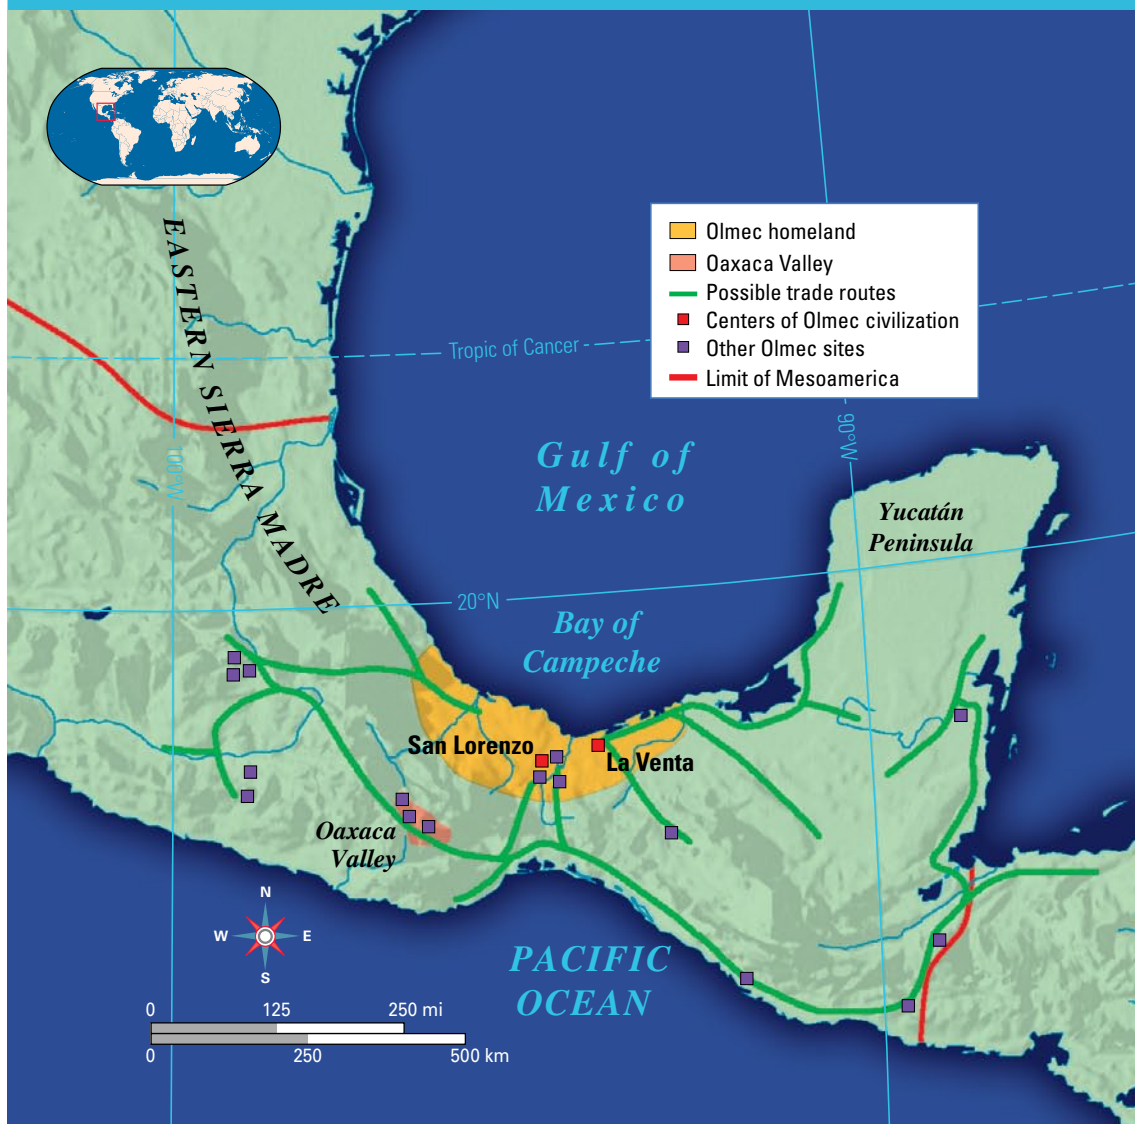 Olmec homeland
Oaxaca Valley
Possible trade routes
Centers of Olmec civilization
Other Olmec sites
Limit of Mesoamerica
EASTERN SIERRA MADRE
Tropic of Cancer
100°W
90°W
Gulf of
Mexico
Yucatán
Peninsula
20°N
Bay of
Campeche
San Lorenzo
La Venta
Oaxaca
Valley
N
W
E
S
PACIFIC
OCEAN
0 125 250 mi
0 250 500 km